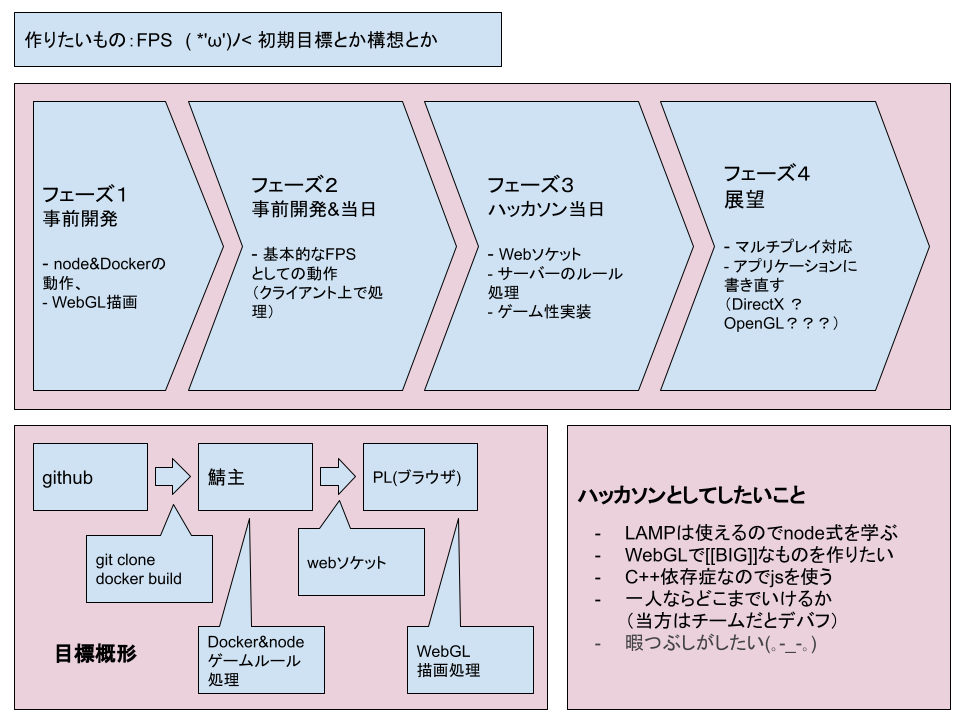 作りたいもの：FPS （ *'ω')ﾉ< 初期目標とか構想とか
フェーズ１
事前開発
- node&Dockerの
動作、
- WebGL描画
フェーズ２
事前開発&当日
- 基本的なFPS
としての動作
（クライアント上で処
理）
フェーズ３
ハッカソン当日
- Webソケット
- サーバーのルール
処理
- ゲーム性実装
フェーズ４
展望
- マルチプレイ対応
- アプリケーションに
書き直す
（DirectX ？
OpenGL？？？）
github
鯖主
PL(ブラウザ)
git clone
docker build
webソケット
Docker&node
ゲームルール
処理
WebGL
描画処理
目標概形
ハッカソンとしてしたいこと
- LAMPは使えるのでnode式を学ぶ
- WebGLで[[BIG]]なものを作りたい
- C++依存症なのでjsを使う
- 一人ならどこまでいけるか
（当方はチームだとデバフ）
- 暇つぶしがしたい(｡-_-｡)